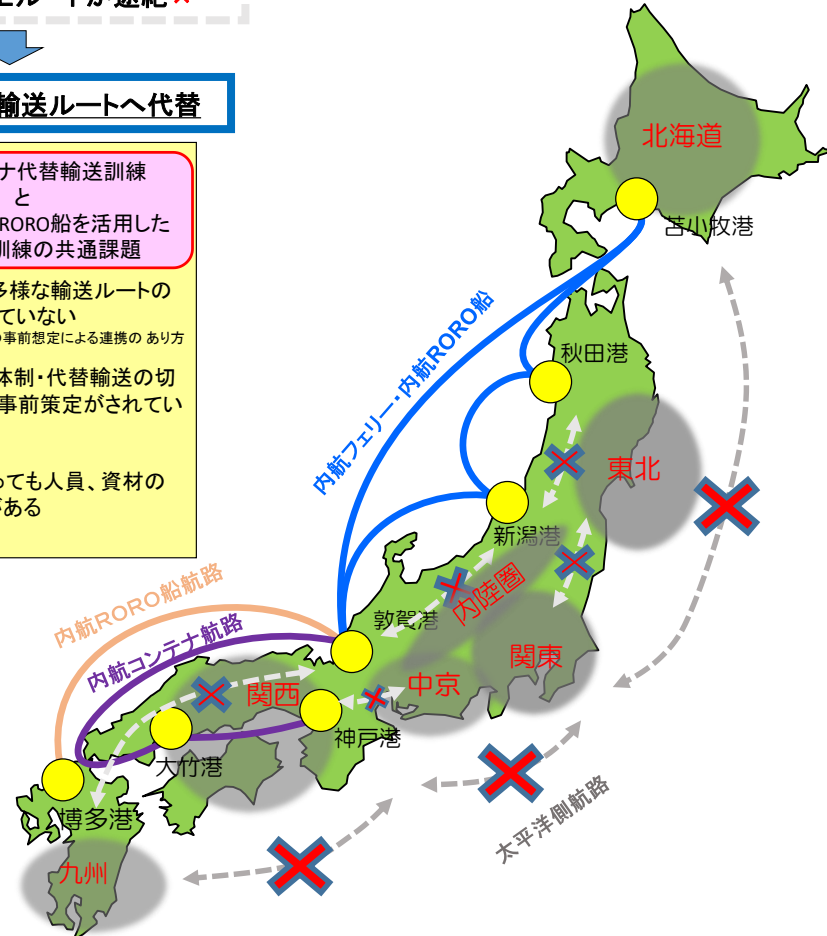 輸送ルートへ代替
ナ代替輸送訓練
と
RORO船を活用した
訓練の共通課題
多様な輸送ルートの
ていない
の事前想定による連携の あり方
体制・代替輸送の切
事前策定がされてい
っても人員、資材の
がある
北海道
苫小牧港
内航フェリー・内航RORO船
秋田港
東北
新潟港
内陸圏
内航RORO船航路
敦賀港
内航コンテナ航路
関東
関西
中京
神戸港
大竹港
太平洋側航路
博多港
九州